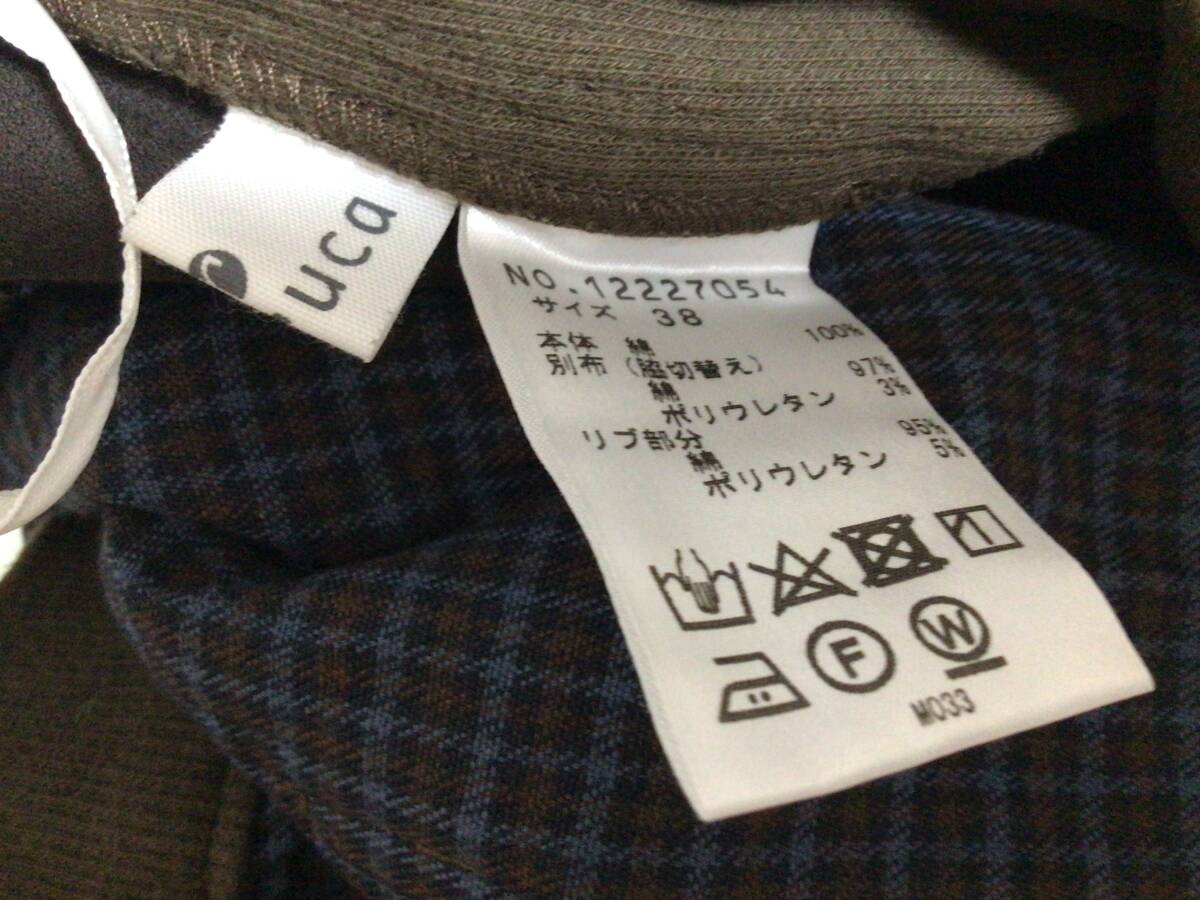 uca
NO.12227054
サイズ 38
本体 綿 100%
別布(脇切替え)
綿 97%
ポリウレタン 3%
リブ部分
綿 95%
ポリウレタン 5%
F
W
M033